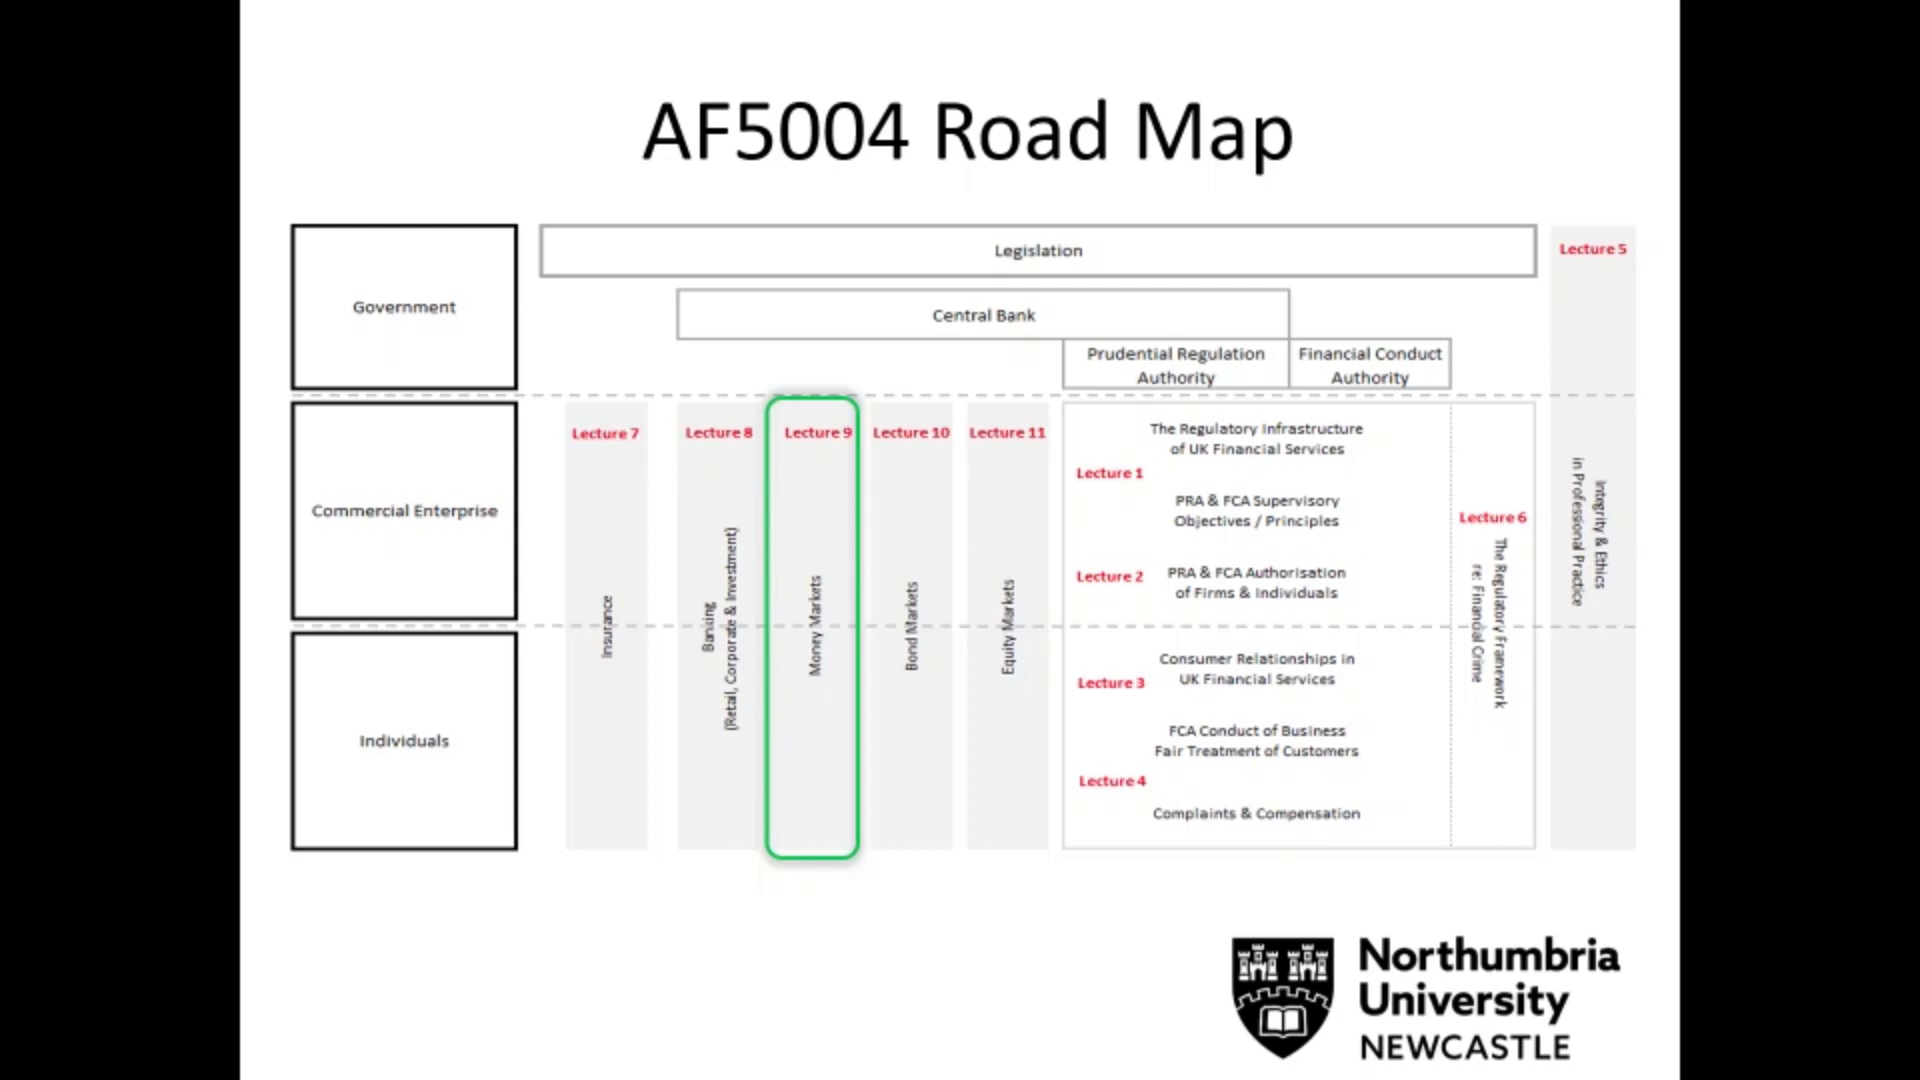 AF5004 Road Map
Government
Legislation
Lecture 5
Central Bank
Prudential Regulation
Authority
Financial Conduct
Authority
Commercial Enterprise
Lecture 7
Lecture 8
Lecture 9
Lecture 10
Lecture 11
Insurance
Banking
(Retail, Corporate & Investment)
Money Markets
Bond Markets
Equity Markets
The Regulatory Infrastructure
of UK Financial Services
Lecture 1
PRA & FCA Supervisory
Objectives / Principles
Lecture 2
PRA & FCA Authorisation
of Firms & Individuals
Lecture 6
The Regulatory Framework
re: Financial Crime
Integrity & Ethics
in Professional Practice
Individuals
Consumer Relationships in
UK Financial Services
Lecture 3
FCA Conduct of Business
Fair Treatment of Customers
Lecture 4
Complaints & Compensation
Northumbria
University
NEWCASTLE